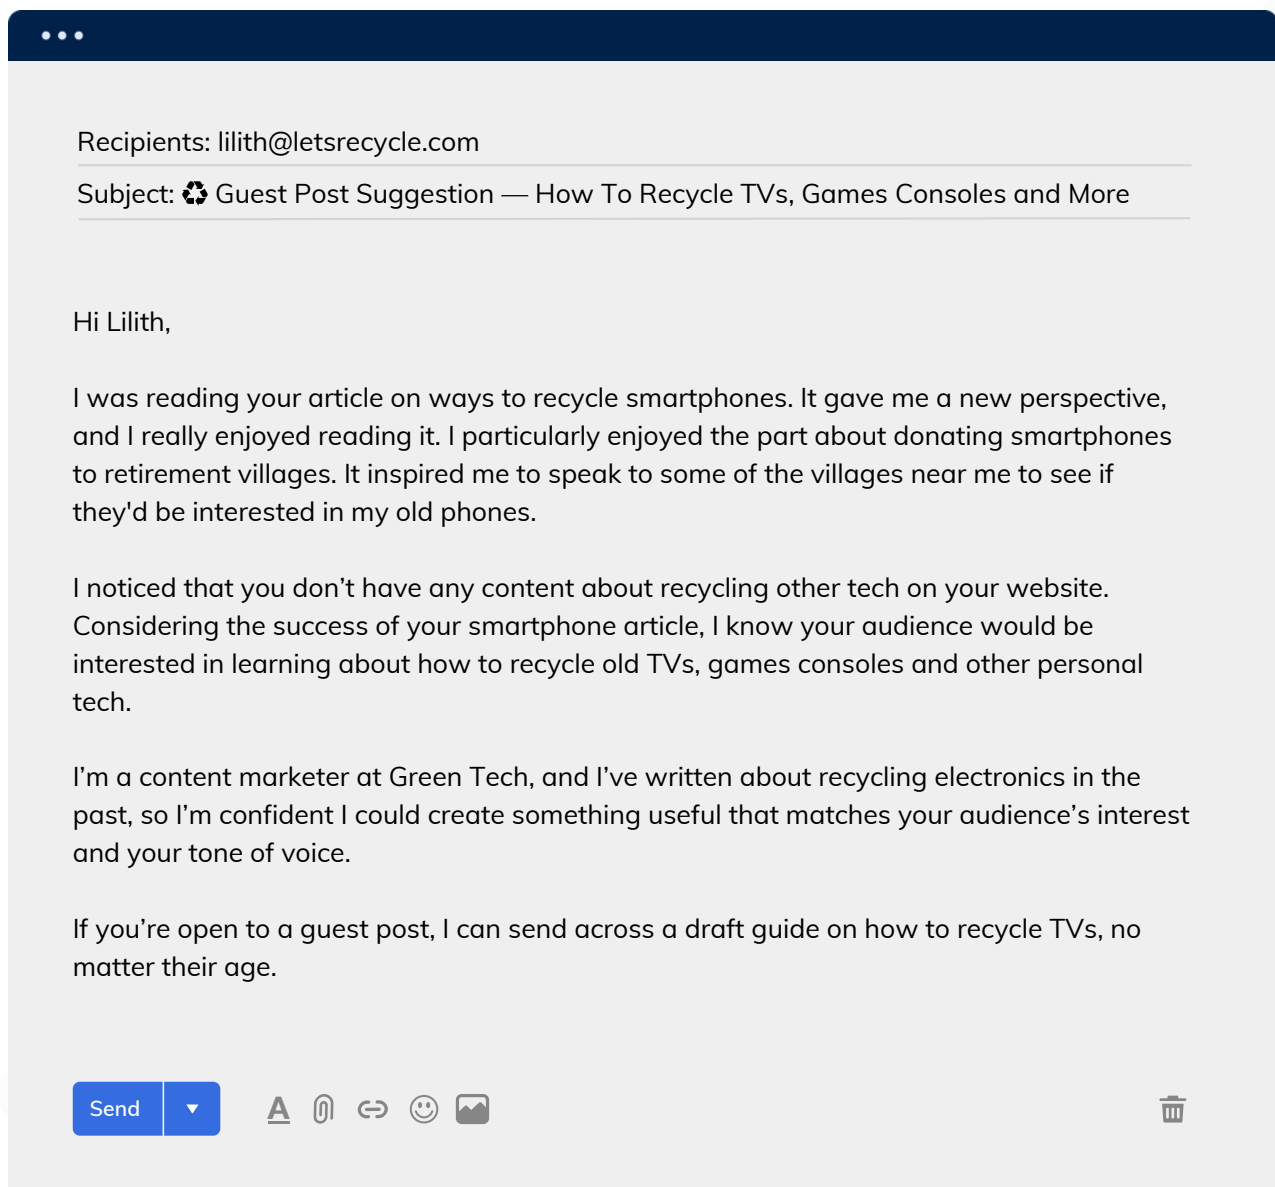 Recipients: lilith@letsrecycle.com
Subject: ♻ Guest Post Suggestion — How To Recycle TVs, Games Consoles and More
Hi Lilith,
I was reading your article on ways to recycle smartphones. It gave me a new perspective,
and I really enjoyed reading it. I particularly enjoyed the part about donating smartphones
to retirement villages. It inspired me to speak to some of the villages near me to see if
they'd be interested in my old phones.
I noticed that you don’t have any content about recycling other tech on your website.
Considering the success of your smartphone article, I know your audience would be
interested in learning about how to recycle old TVs, games consoles and other personal
tech.
I’m a content marketer at Green Tech, and I’ve written about recycling electronics in the
past, so I’m confident I could create something useful that matches your audience’s interest
and your tone of voice.
If you’re open to a guest post, I can send across a draft guide on how to recycle TVs, no
matter their age.
Send
A